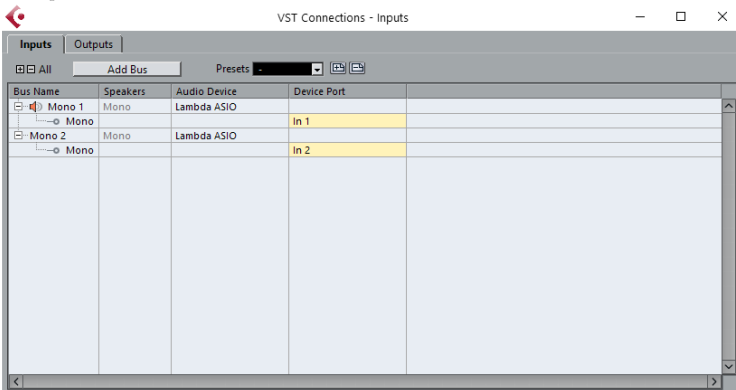 VST Connections - Inputs
Inputs Outputs
All Add Bus Presets -
Bus Name Speakers Audio Device Device Port
Mono 1 Mono Lambda ASIO
Mono In 1
Mono 2 Mono Lambda ASIO
Mono In 2